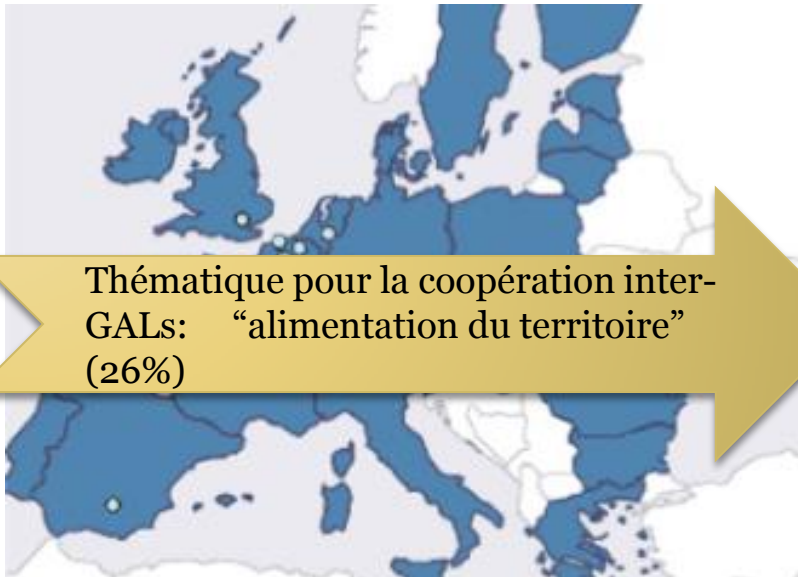 Thématique pour la coopération inter-
GALs: “alimentation du territoire”
(26%)